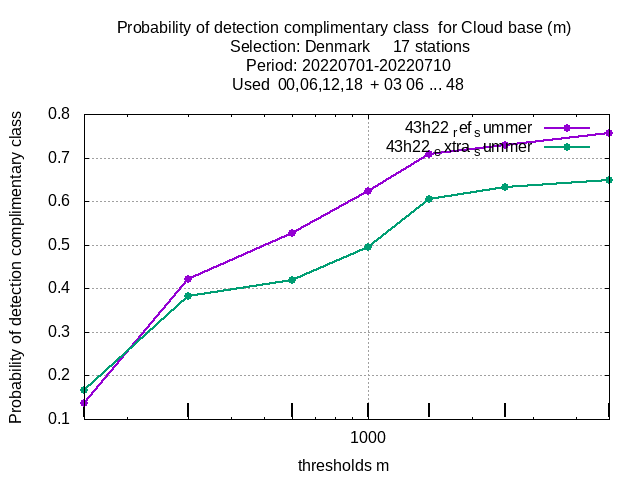 Probability of detection complimentary class  for Cloud base (m)
Selection: Denmark     17 stations
Period: 20220701-20220710
Used  00,06,12,18  + 03 06 ... 48
Probability of detection complimentary class
0.8
0.7
0.6
0.5
0.4
0.3
0.2
0.1
43h22_ref_summer
43h22_extra_summer
1000
thresholds m